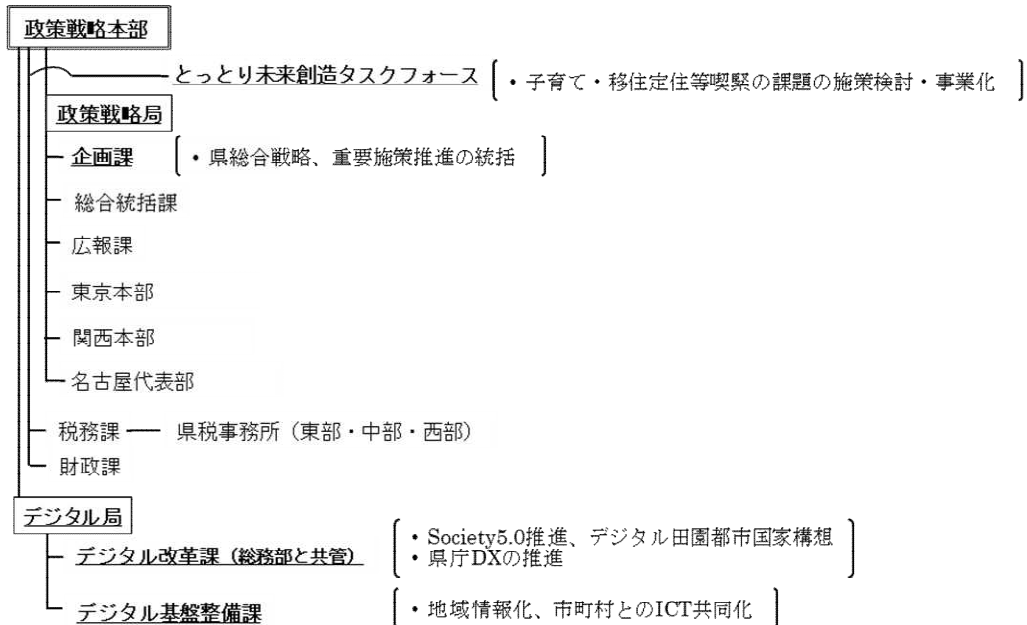 政策戦略本部
とっとり未来創造タスクフォース ・子育て・移住定住等喫緊の課題の施策検討・事業化
政策戦略局
企画課 ・県総合戦略、重要施策推進の統括
総合統括課
広報課
東京本部
関西本部
名古屋代表部
税務課 県税事務所（東部・中部・西部）
財政課
デジタル局
デジタル改革課（総務部と共管） ・Society5.0推進、デジタル田園都市国家構想
・県庁DXの推進
デジタル基盤整備課 ・地域情報化、市町村とのICT共同化